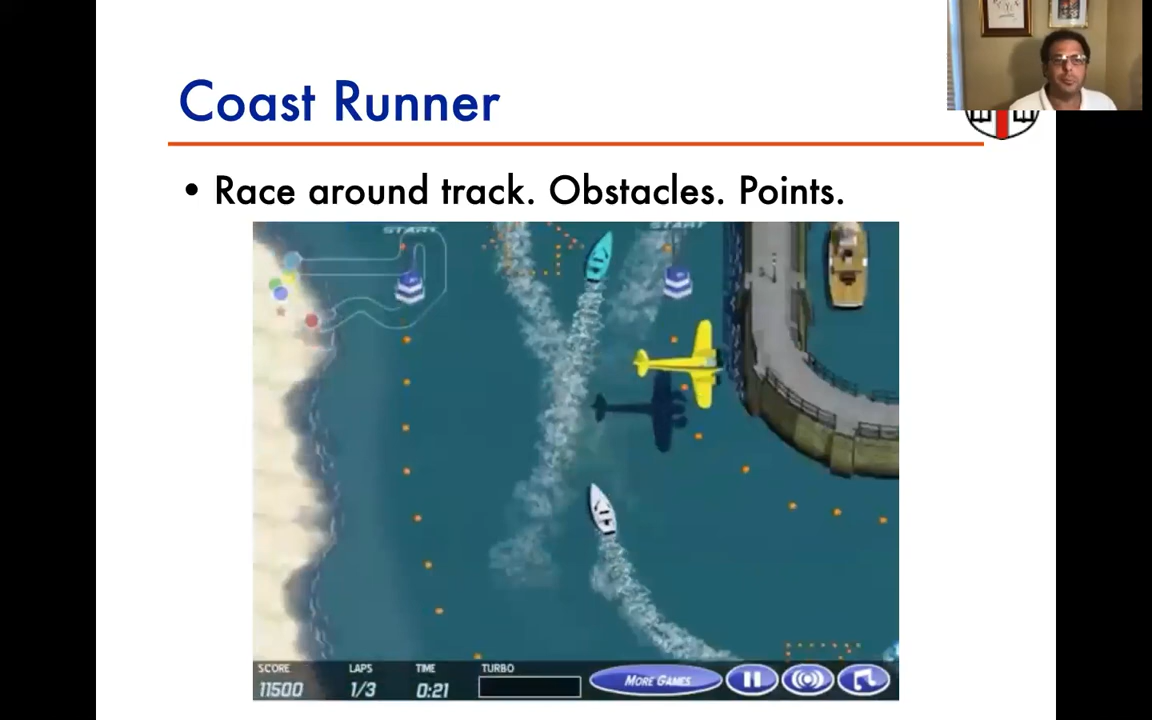 Coast Runner
• Race around track. Obstacles. Points.
START
START
SCORE
LAPS
TIME
TURBO
11500
1/3
0:21
MORE GAMES